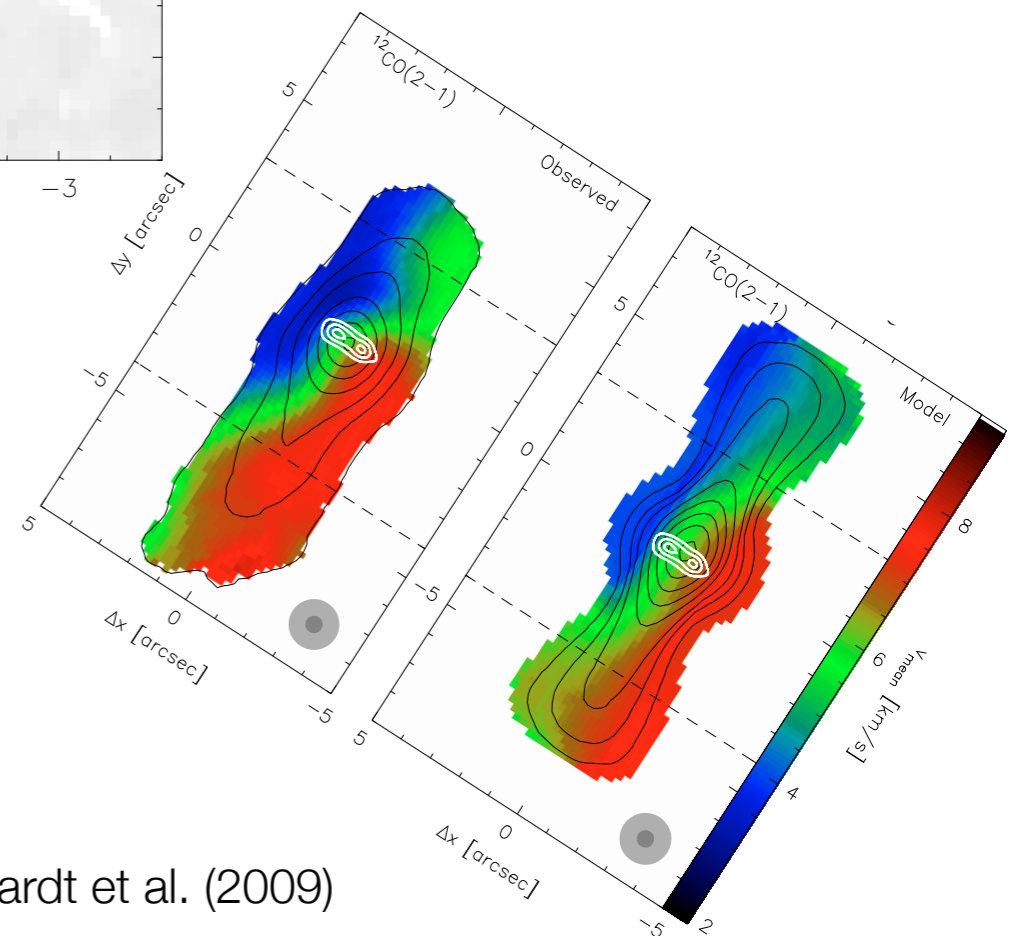 −3
¹²CO(2−1)
Observed
Δy [arcsec]
5
0
−5
5
0
−5
Δx [arcsec]
¹²CO(2−1)
Model
5
0
−5
5
0
−5
Δx [arcsec]
8
6
4
2
Vmean [km/s]
ardt et al. (2009)